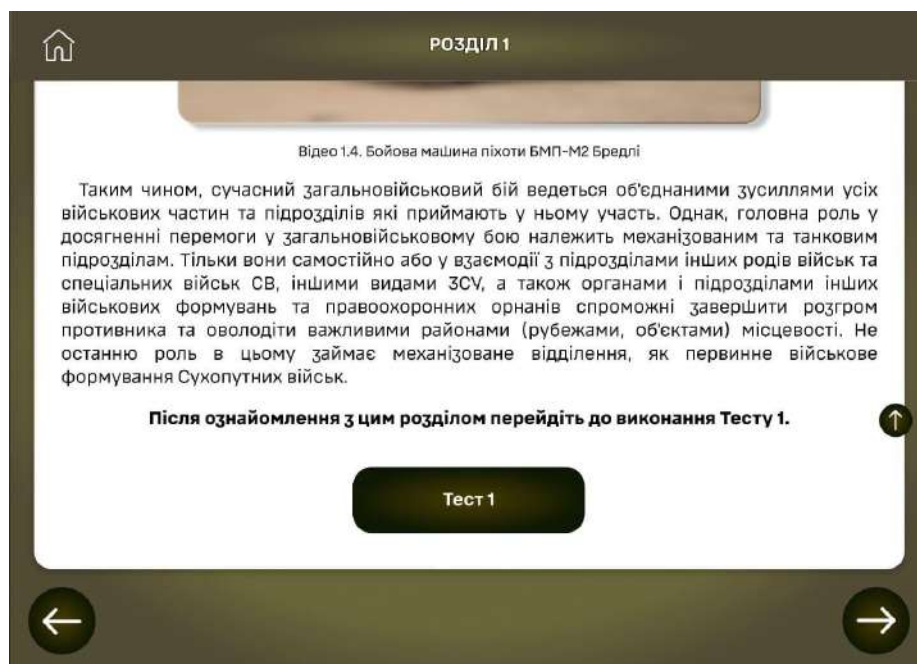 РОЗДІЛ 1
Відео 1.4. Бойова машина піхоти БМП-М2 Бредлі
Таким чином, сучасний загальновійськовий бій ведеться об'єднаними зусиллями усіх
військових частин та підрозділів які приймають у ньому участь. Однак, головна роль у
досягненні перемоги у загальновійськовому бою належить механізованим та танковим
підрозділам. Тільки вони самостійно або у взаємодії з підрозділами інших родів військ та
спеціальних військ СВ, іншими видами ЗСУ, а також органами і підрозділами інших
військових формувань та правоохоронних орнанів спроможні завершити розгром
противника та оволодіти важливими районами (рубежами, об'єктами) місцевості. Не
останню роль в цьому займає механізоване відділення, як первинне військове
формування Сухопутних військ.
Після ознайомлення з цим розділом перейдіть до виконання Тесту 1.
Тест 1